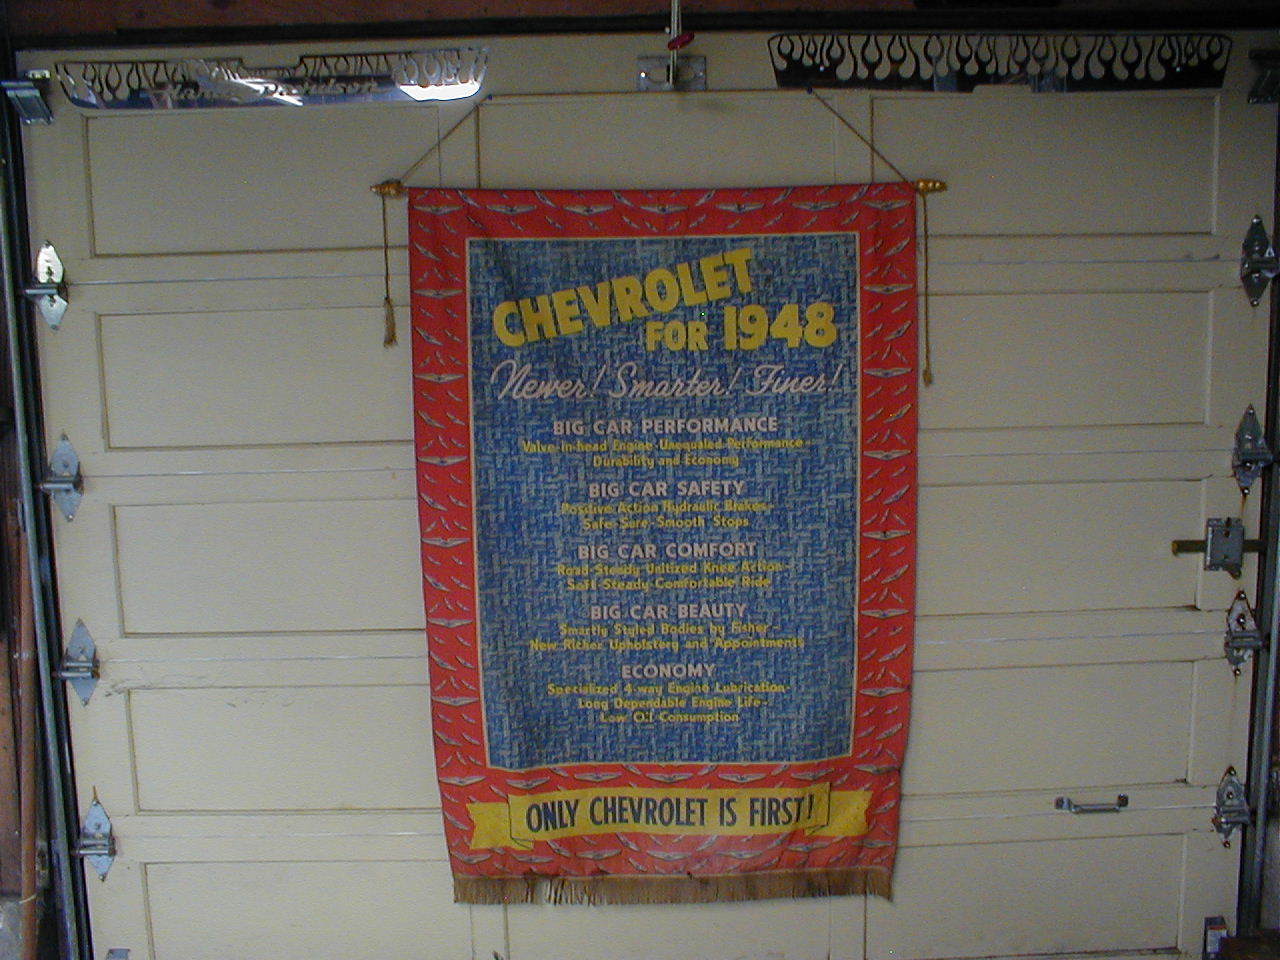 Harley-Davidson
CHEVROLET
FOR 1948
Newer! Smarter! Finer!
BIG CAR PERFORMANCE
Valve-in-head Engine-Unequaled Performance-
Durability and Economy
BIG CAR SAFETY
Positive Action Hydraulic Brakes-
Safe-Sure-Smooth Stops
BIG CAR COMFORT
Road-Steady Unitized Knee Action-
Soft-Steady-Comfortable Ride
BIG CAR BEAUTY
Smartly Styled Bodies by Fisher-
New Richer Upholstery and Appointments
ECONOMY
Specialized 4-way Engine Lubrication-
Long Dependable Engine Life-
Low Oil Consumption
ONLY CHEVROLET IS FIRST!